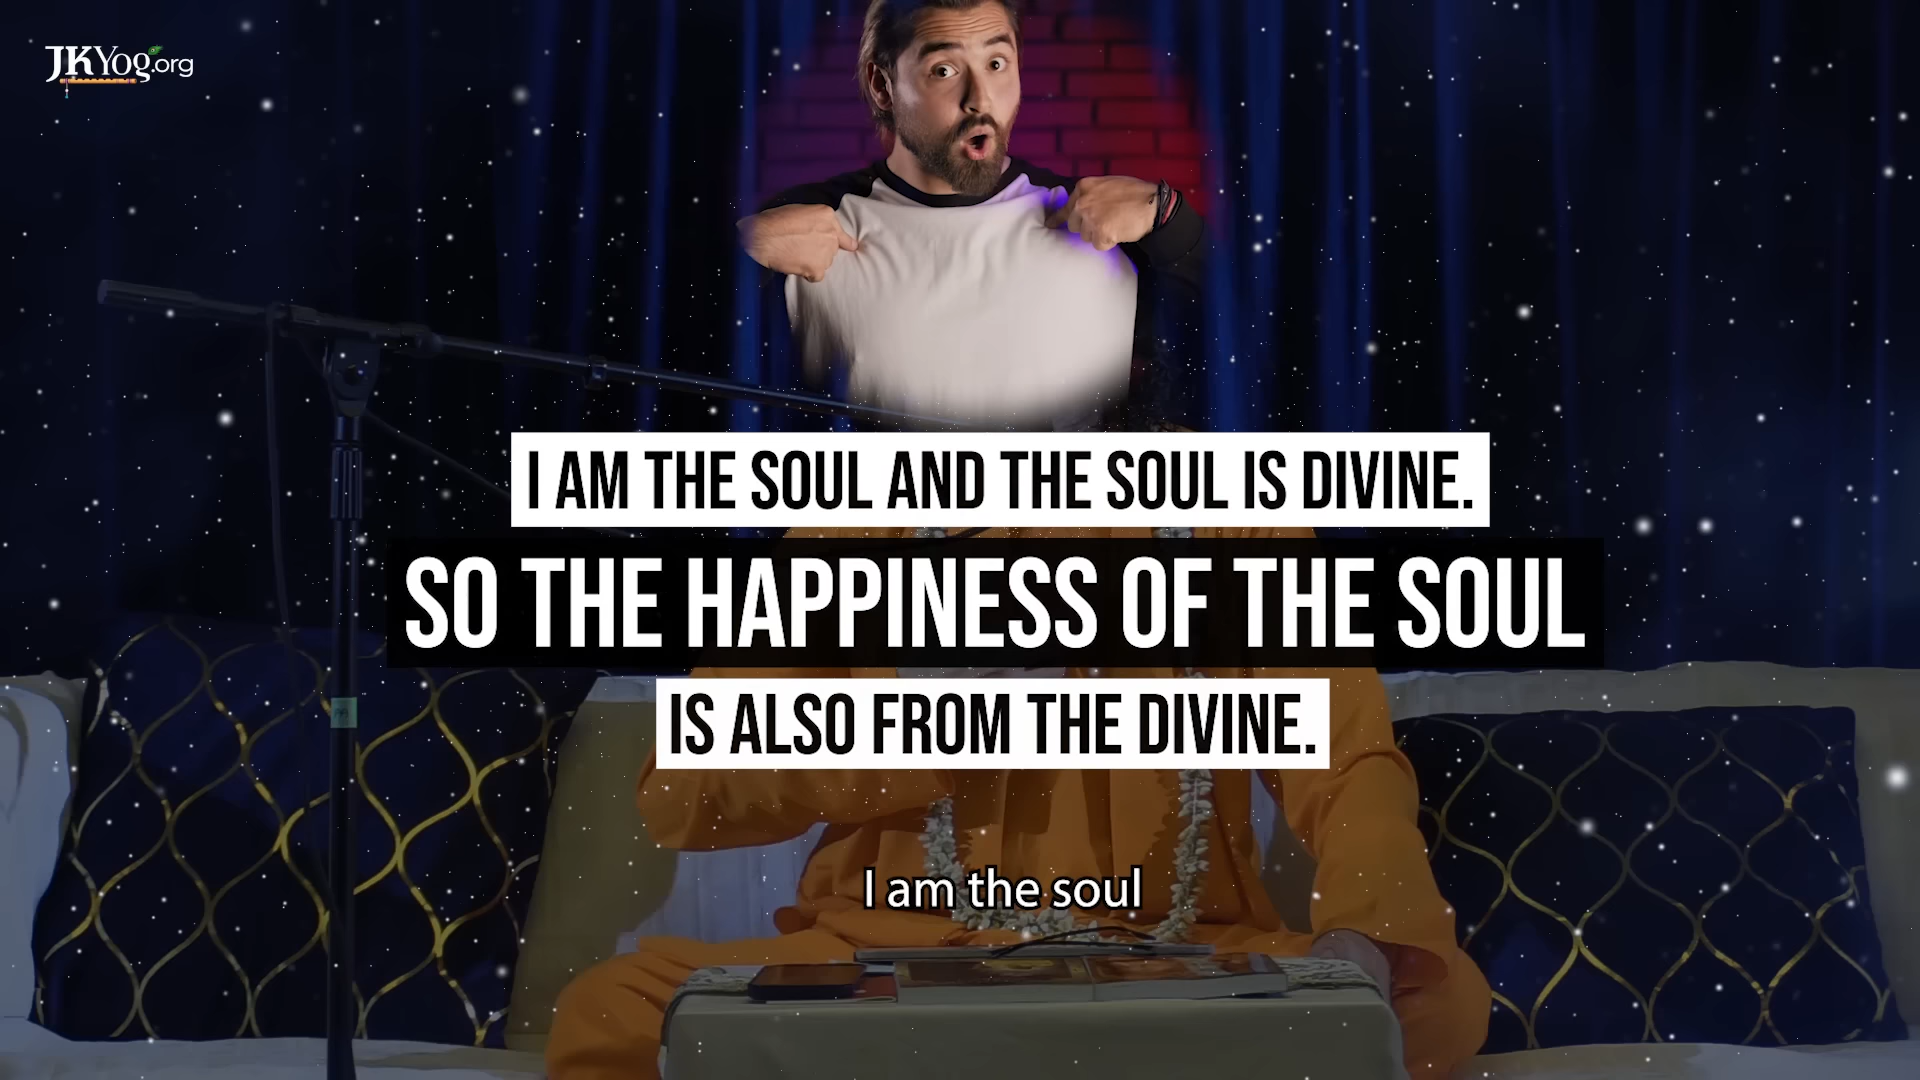 JKYog.org
I AM THE SOUL AND THE SOUL IS DIVINE.
SO THE HAPPINESS OF THE SOUL
IS ALSO FROM THE DIVINE.
PA
I am the soul